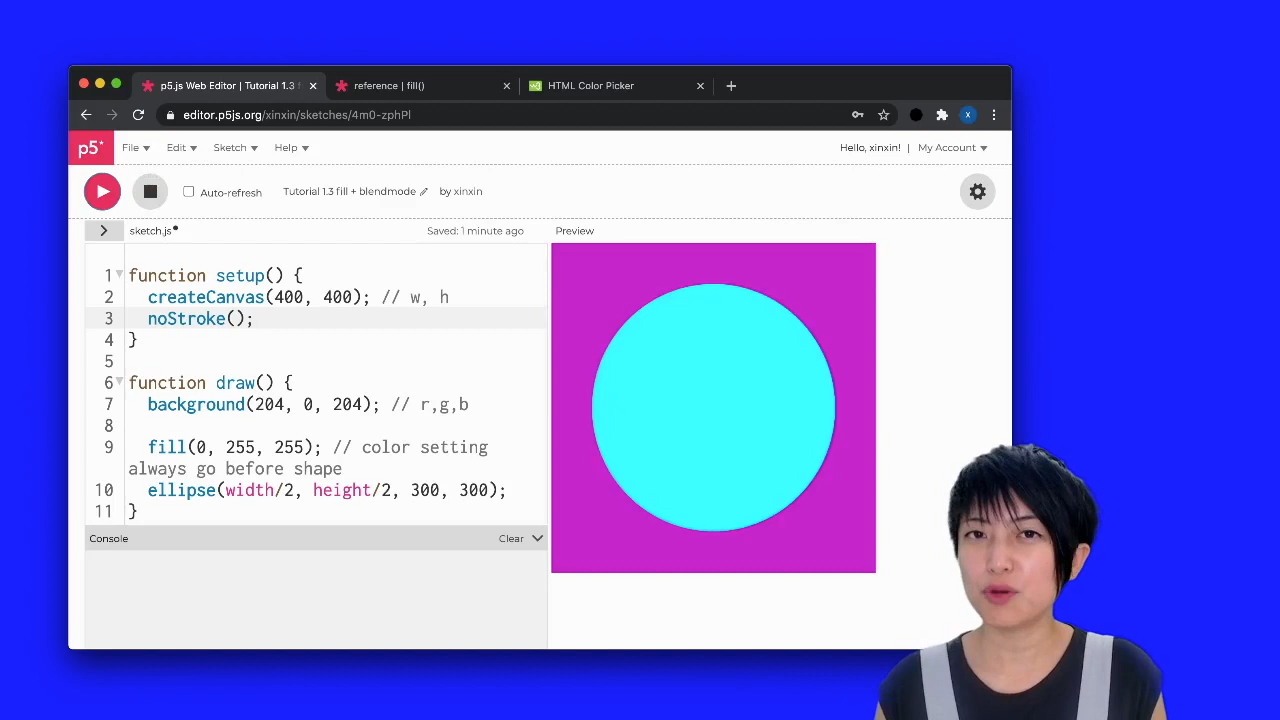 p5.js Web Editor | Tutorial 1.3 f
reference | fill()
HTML Color Picker
editor.p5js.org/xinxin/sketches/4m0-zphPl
X
p5*
File
Edit
Sketch
Help
Hello, xinxin!
|
My Account
Auto-refresh
Tutorial 1.3 fill + blendmode
by xinxin
sketch.js
Saved: 1 minute ago
Preview
1 function setup() {
2 createCanvas(400, 400); // w, h
3 noStroke();
4 }
5
6 function draw() {
7 background(204, 0, 204); // r,g,b
8
9 fill(0, 255, 255); // color setting
always go before shape
10 ellipse(width/2, height/2, 300, 300);
11 }
Console
Clear